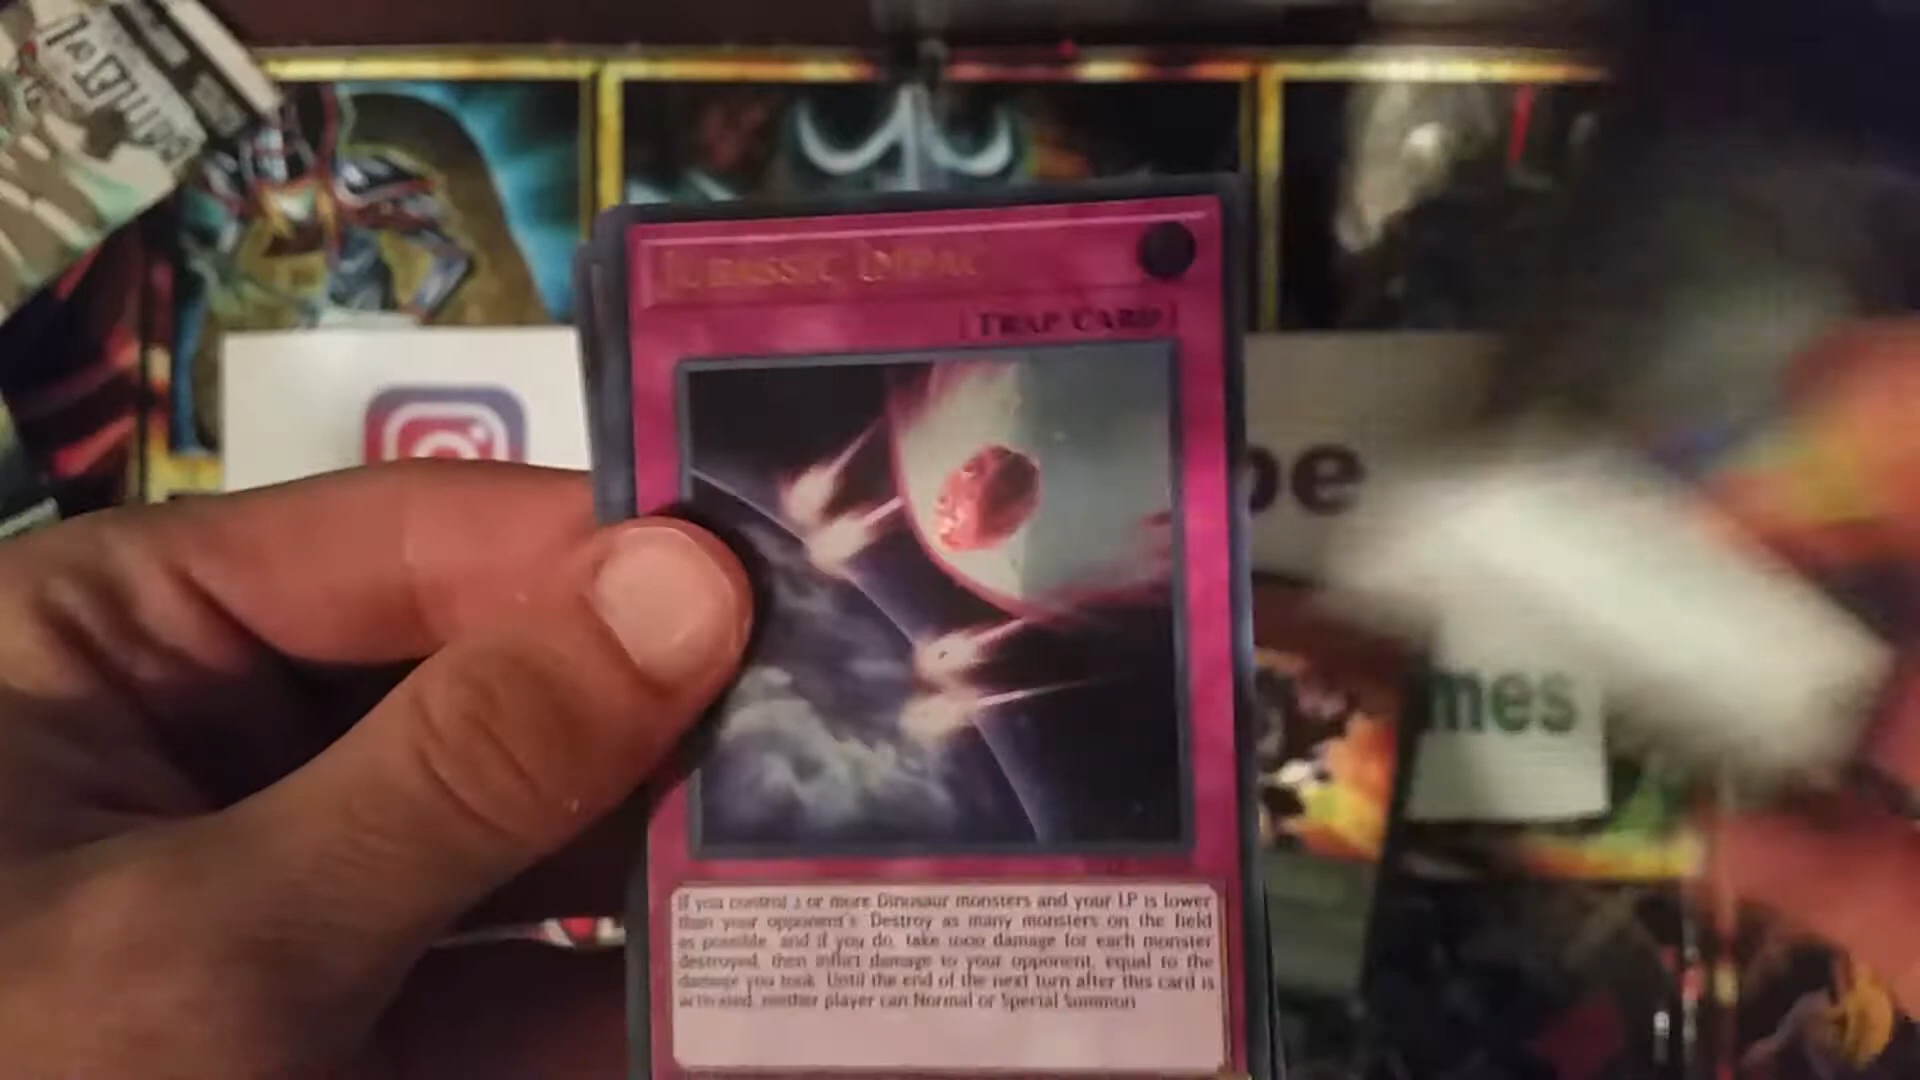 Jurassic Impac
[TRAP CARD]
If you control 2 or more Dinosaur monsters and your LP is lower
than your opponent's: Destroy as many monsters on the field
as possible, and if you do, take 1000 damage for each monster
destroyed, then inflict damage to your opponent, equal to the
damage you took. Until the end of the next turn after this card is
activated, neither player can Normal or Special Summon
be
mes